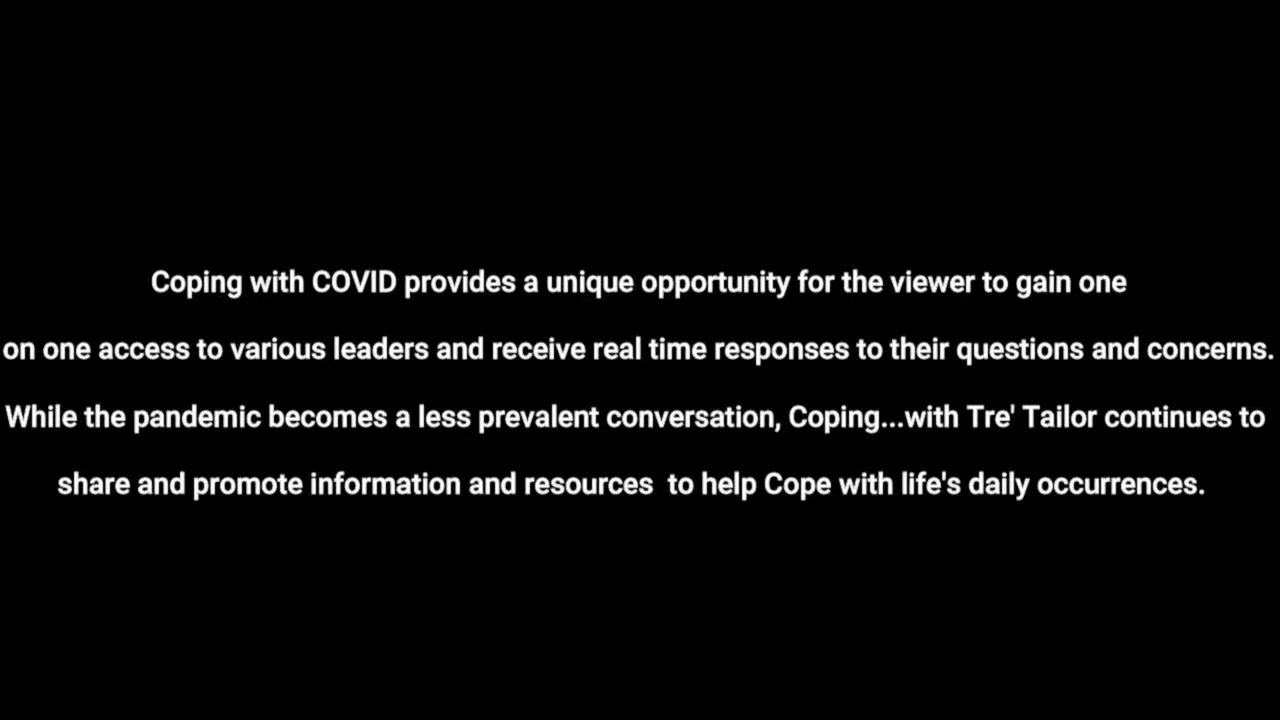 Coping with COVID provides a unique opportunity for the viewer to gain one
on one access to various leaders and receive real time responses to their questions and concerns.
While the pandemic becomes a less prevalent conversation, Coping...with Tre' Tailor continues to
share and promote information and resources  to help Cope with life's daily occurrences.